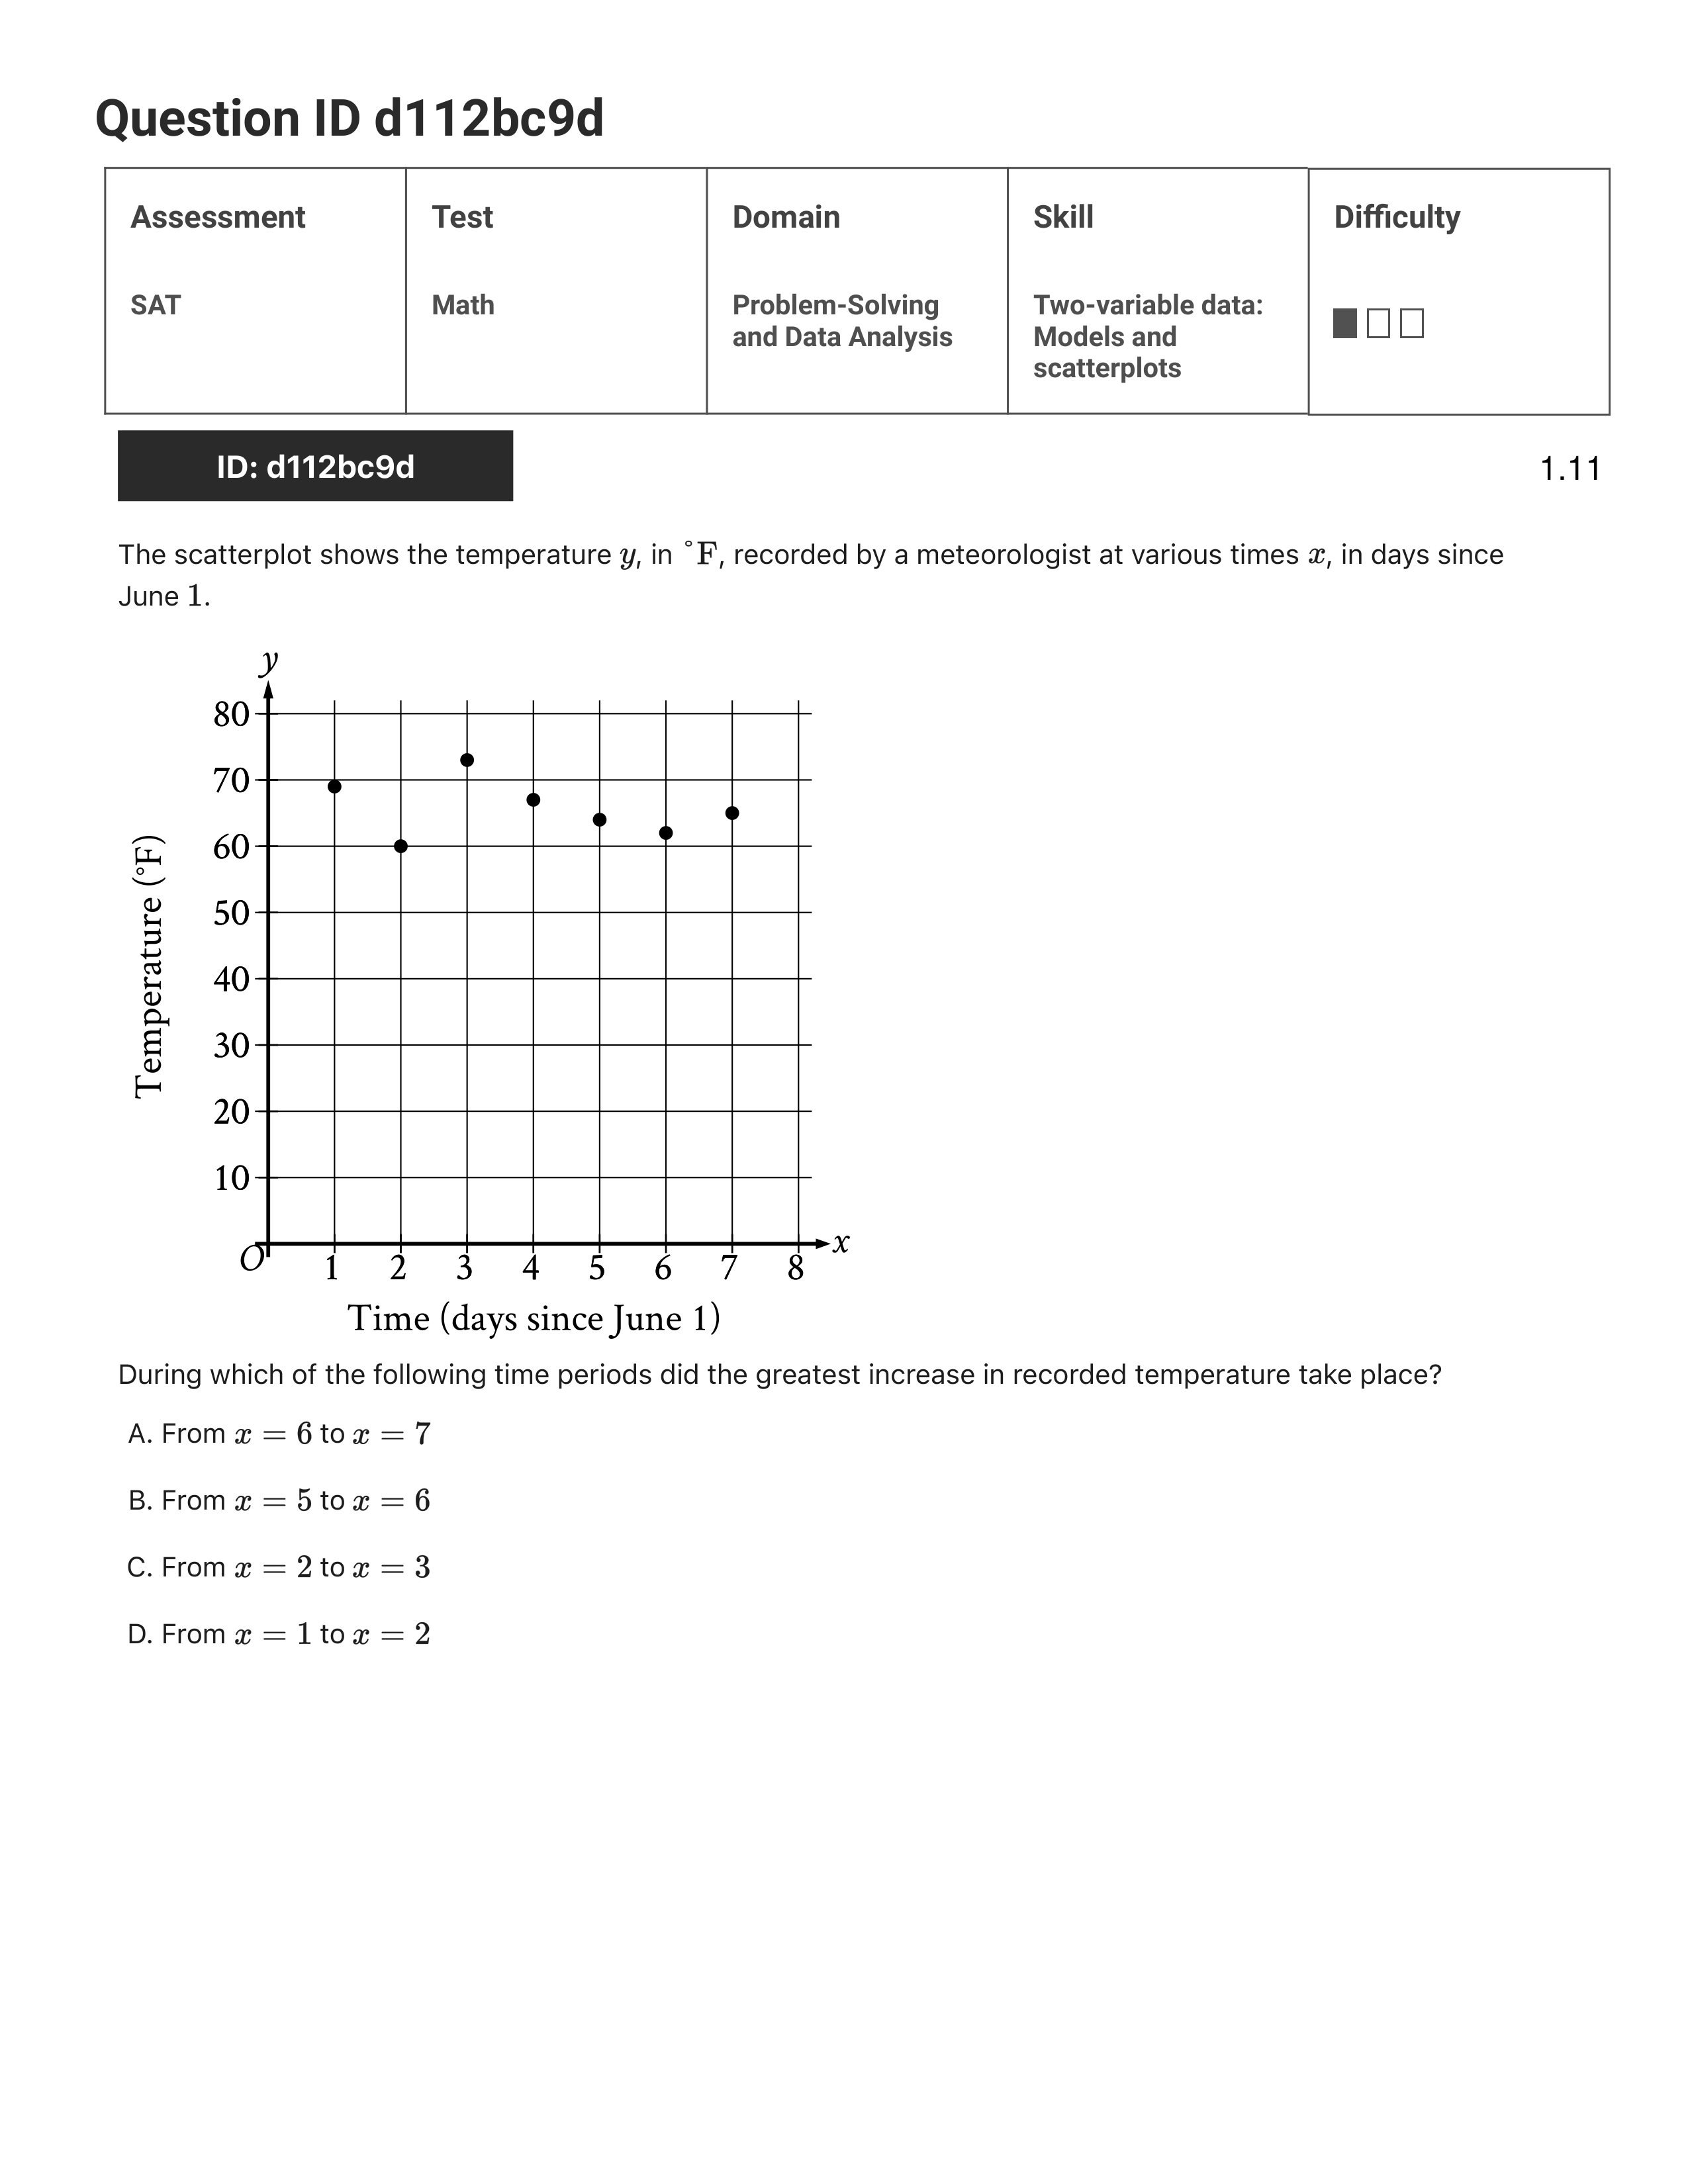 Question ID d112bc9d
Assessment Test Domain Skill Difficulty
SAT Math Problem-Solving and Data Analysis Two-variable data: Models and scatterplots
ID: d112bc9d 1.11
The scatterplot shows the temperature y, in °F, recorded by a meteorologist at various times x, in days since
June 1.
y
80
70
60
50
40
30
20
10
Temperature (°F)
O 1 2 3 4 5 6 7 8 x
Time (days since June 1)
During which of the following time periods did the greatest increase in recorded temperature take place?
A. From x = 6 to x = 7
B. From x = 5 to x = 6
C. From x = 2 to x = 3
D. From x = 1 to x = 2